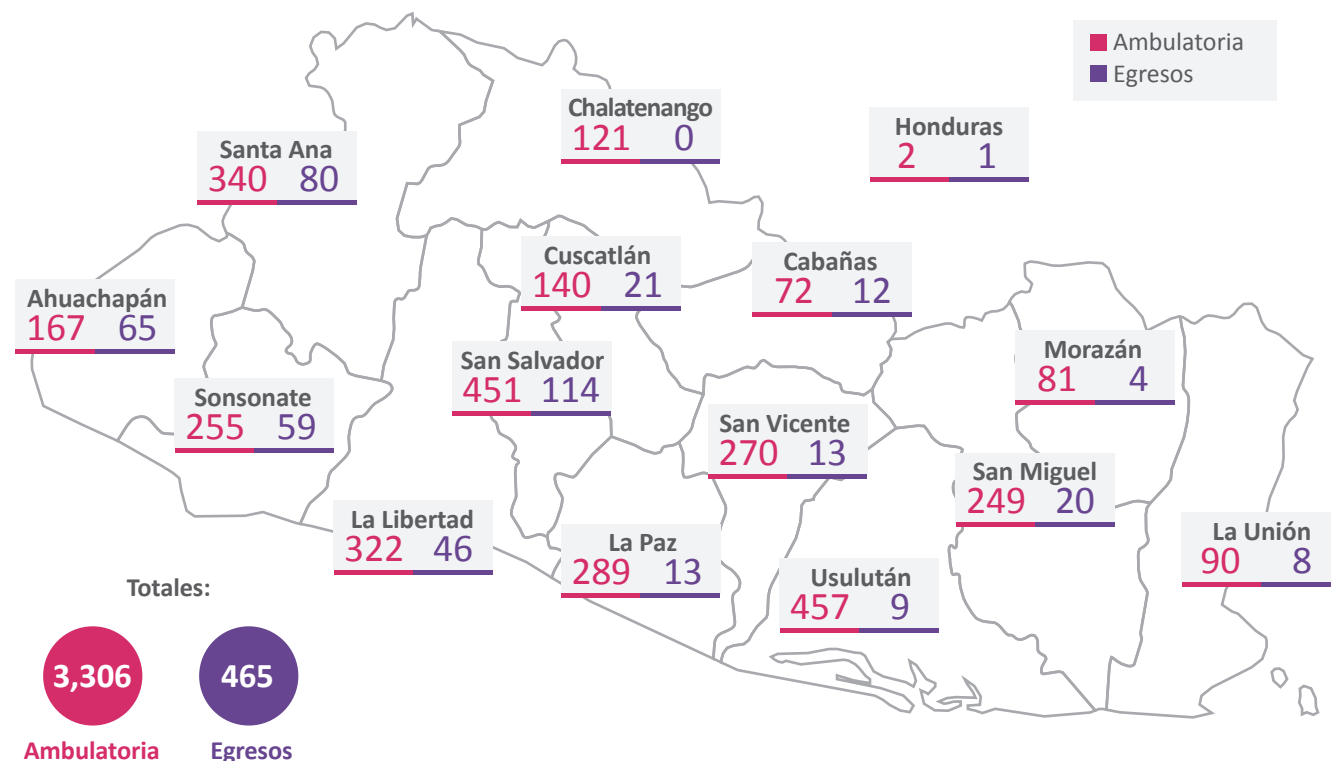 Ambulatoria
Egresos
Chalatenango
121 0
Honduras
2 1
Santa Ana
340 80
Cuscatlán
140 21
Cabañas
72 12
Ahuachapán
167 65
San Salvador
451 114
Morazán
81 4
Sonsonate
255 59
San Vicente
270 13
San Miguel
249 20
La Libertad
322 46
La Paz
289 13
La Unión
90 8
Usulután
457 9
Totales:
3,306 465
Ambulatoria Egresos